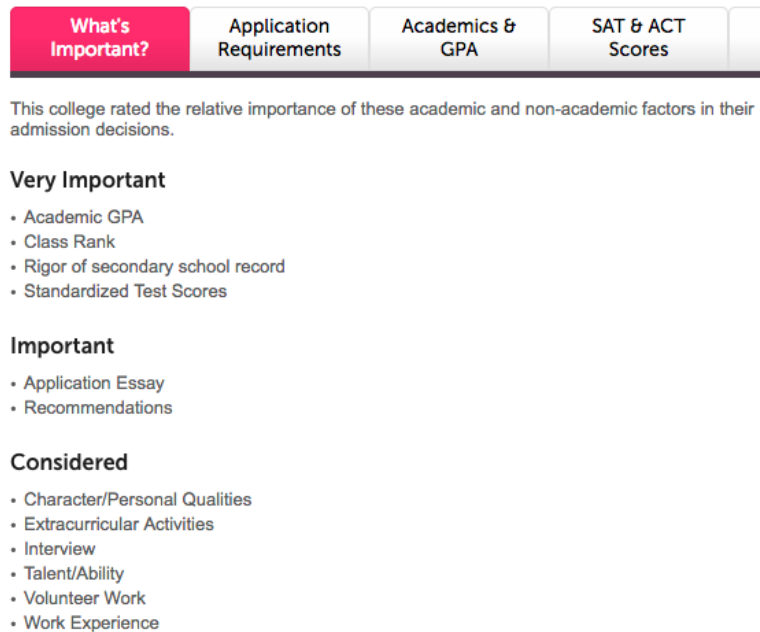 What's Important?
Application Requirements
Academics & GPA
SAT & ACT Scores
This college rated the relative importance of these academic and non-academic factors in their
admission decisions.
Very Important
• Academic GPA
• Class Rank
• Rigor of secondary school record
• Standardized Test Scores
Important
• Application Essay
• Recommendations
Considered
• Character/Personal Qualities
• Extracurricular Activities
• Interview
• Talent/Ability
• Volunteer Work
• Work Experience